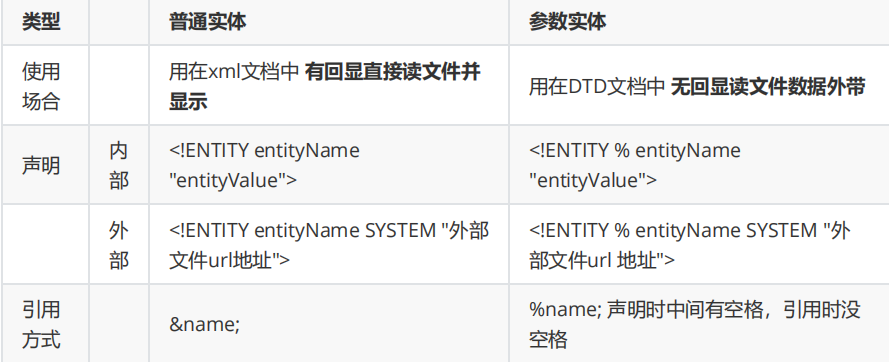 类型 普通实体 参数实体
使用 用在xml文档中 有回显直接读文件并 用在DTD文档中 无回显读文件数据外带
场合 显示
声明 内 <!ENTITY entityName <!ENTITY % entityName
部 "entityValue"> "entityValue">
外 <!ENTITY entityName SYSTEM "外部 <!ENTITY % entityName SYSTEM "外
部 文件url地址"> 部文件url 地址">
引用 &name; %name; 声明时中间有空格，引用时没
方式 空格